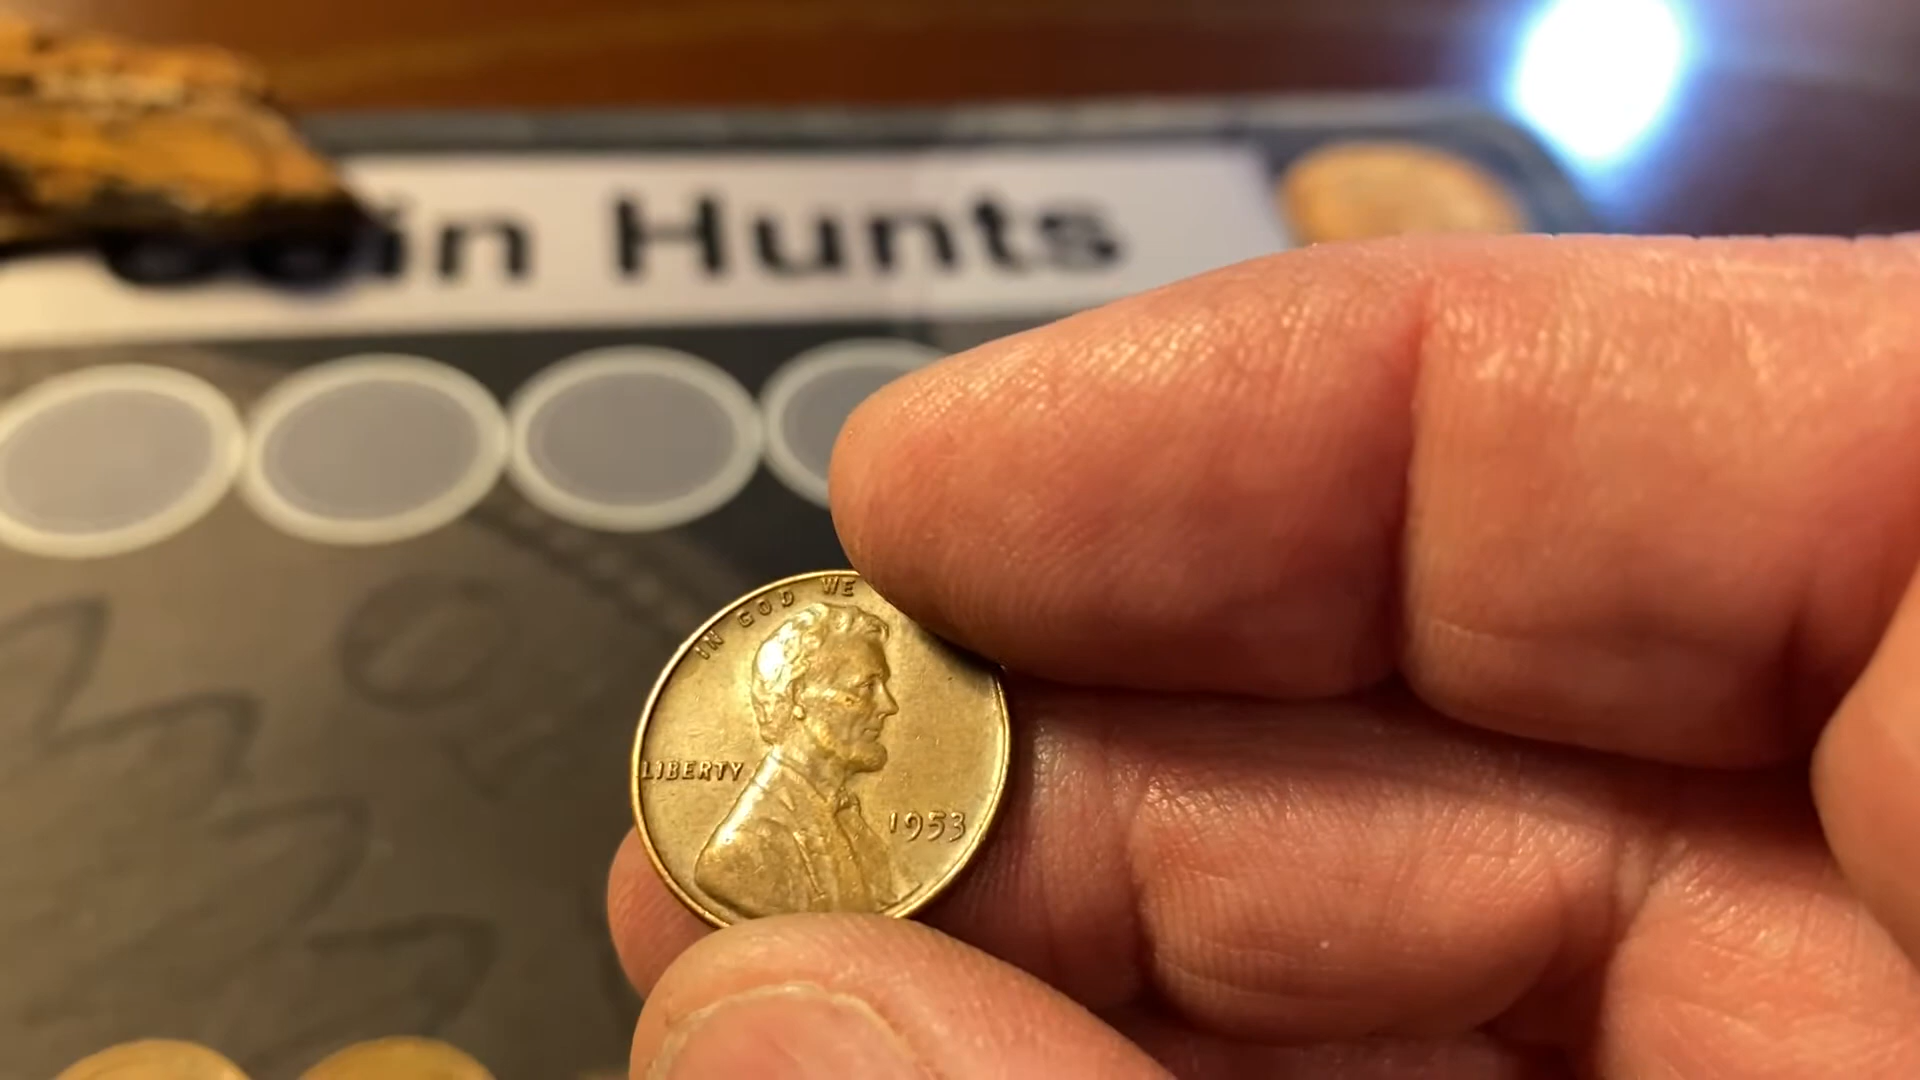 in Hunts
IN GOD WE
LIBERTY
1953